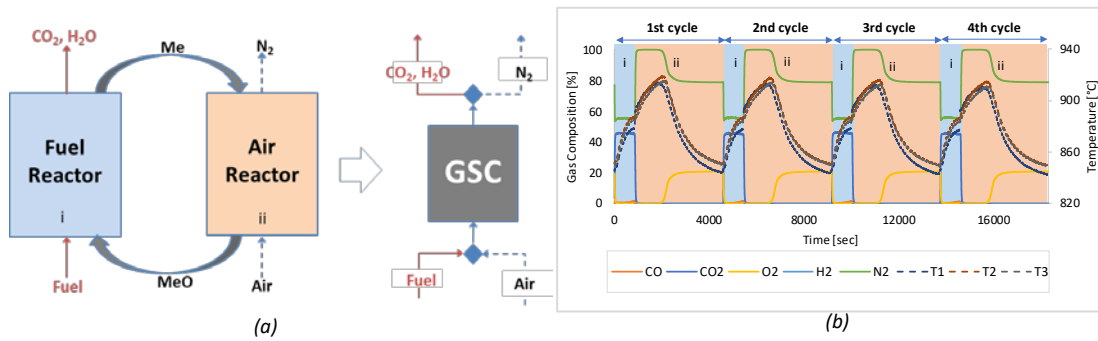 CO₂, H₂O
Me
N₂
Fuel
Reactor
i
Air
Reactor
ii
Fuel
MeO
Air
CO₂, H₂O
N₂
GSC
Fuel
Air
(a)
1st cycle
2nd cycle
3rd cycle
4th cycle
100
80
60
40
20
0
Gas Composition [%]
i
ii
i
ii
i
ii
i
ii
940
900
860
820
Temperature [°C]
0
4000
8000
12000
16000
Time [sec]
CO
CO2
O2
H2
N2
T1
T2
T3
(b)